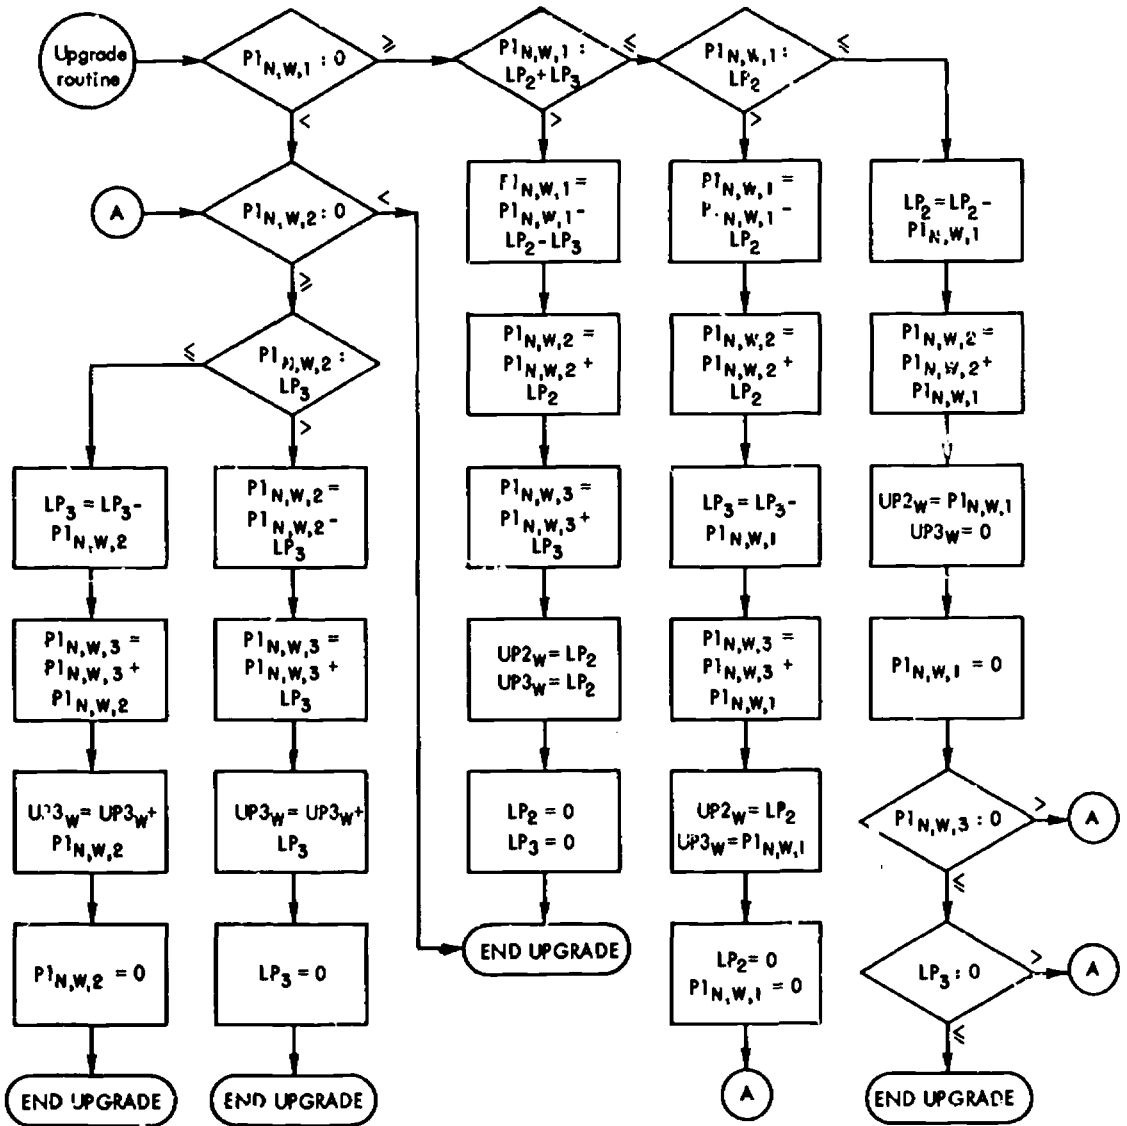 Upgrade
routine
P1N,W,1 : 0
≥
<
P1N,W,1 :
LP2 + LP3
≤
>
P1N,W,1 :
LP2
≤
>
A
P1N,W,2 : 0
<
≥
P1N,W,2 :
LP3
≤
>
LP3 = LP3 -
P1N,W,2
P1N,W,3 =
P1N,W,3 +
P1N,W,2
UP3W = UP3W +
P1N,W,2
P1N,W,2 = 0
END UPGRADE
P1N,W,2 =
P1N,W,2 -
LP3
P1N,W,3 =
P1N,W,3 +
LP3
UP3W = UP3W +
LP3
LP3 = 0
END UPGRADE
P1N,W,1 =
P1N,W,1 -
LP2 - LP3
P1N,W,2 =
P1N,W,2 +
LP2
P1N,W,3 =
P1N,W,3 +
LP3
UP2W = LP2
UP3W = LP2
LP2 = 0
LP3 = 0
END UPGRADE
P1N,W,1 =
P1N,W,1 -
LP2
P1N,W,2 =
P1N,W,2 +
LP2
LP3 = LP3 -
P1N,W,1
P1N,W,3 =
P1N,W,3 +
P1N,W,1
UP2W = LP2
UP3W = P1N,W,1
LP2 = 0
P1N,W,1 = 0
A
LP2 = LP2 -
P1N,W,1
P1N,W,2 =
P1N,W,2 +
P1N,W,1
UP2W = P1N,W,1
UP3W = 0
P1N,W,1 = 0
P1N,W,3 : 0
>
A
≤
LP3 : 0
>
A
≤
END UPGRADE